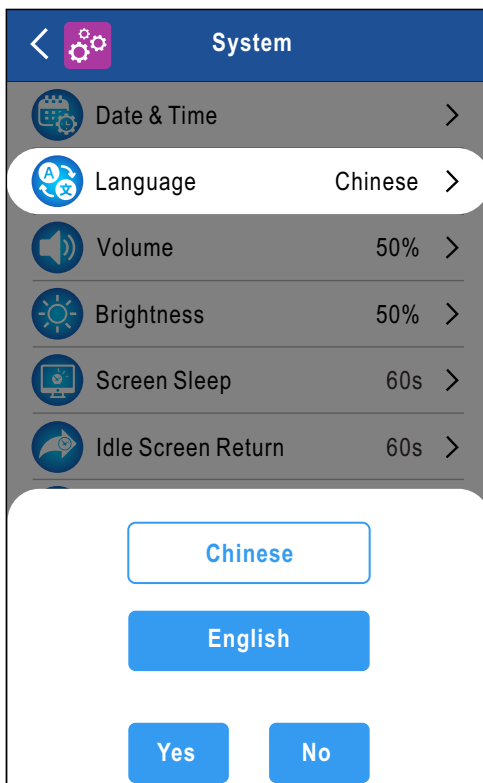 System
Date & Time
Language Chinese
Volume 50%
Brightness 50%
Screen Sleep 60s
Idle Screen Return 60s
Chinese
English
Yes No